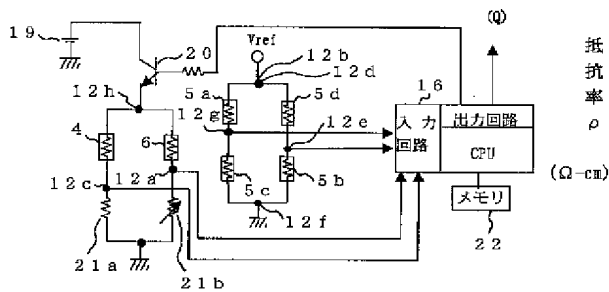 19
20
Vref
12b
12d
(Q)
12h
5a
5d
16
12g
12e
入力
回路
出力回路
CPU
4
6
12c
12a
5c
5b
12f
メモリ
22
21a
21b
抵抗率ρ
(Ω-cm)